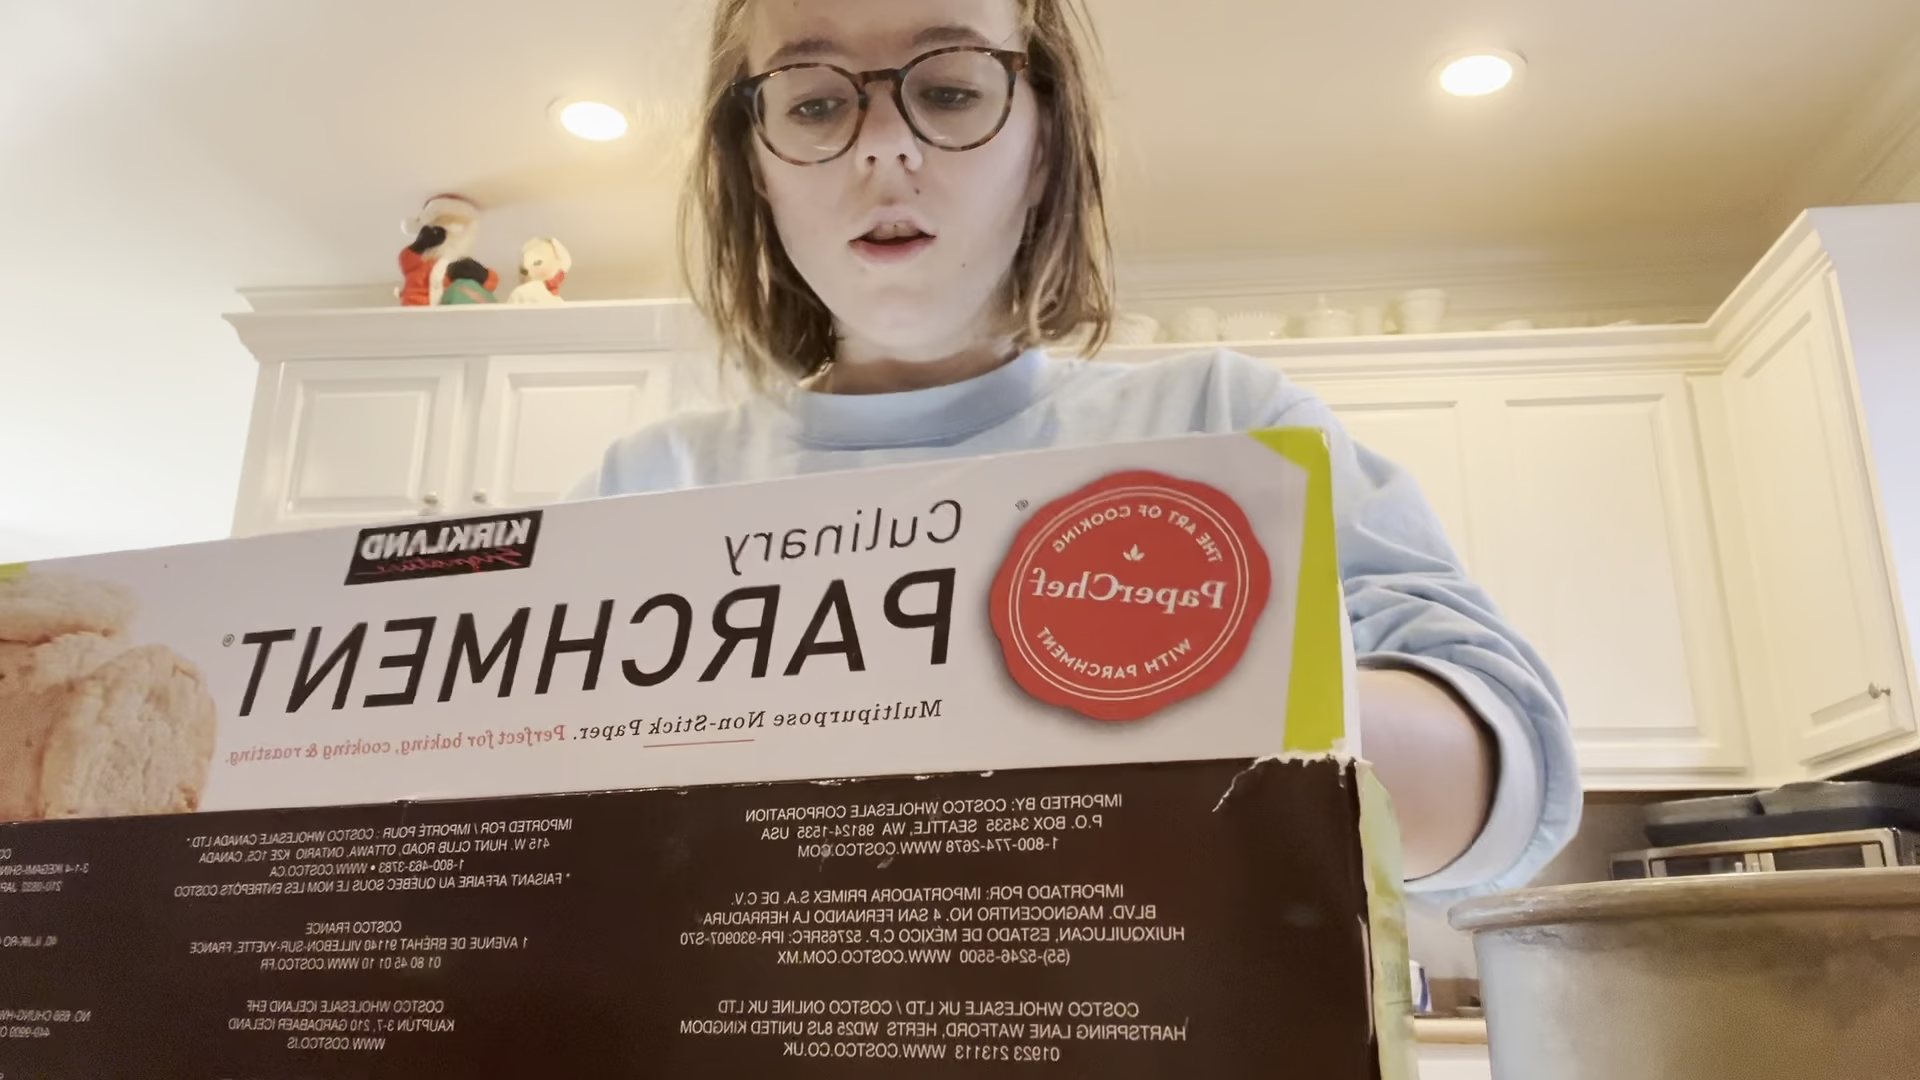 THE ART OF COOKING
PaperChef
WITH PARCHMENT
®
Culinary
PARCHMENT®
KIRKLAND
Signature
Multipurpose Non-Stick Paper. Perfect for baking, cooking, & roasting.
IMPORTED BY: COSTCO WHOLESALE CORPORATION
P.O. BOX 34535 SEATTLE, WA 98124-1535 USA
1-800-774-2678 WWW.COSTCO.COM
IMPORTADO POR: IMPORTADORA PRIMEX S.A. DE C.V.
BLVD. MAGNOCENTRO NO. 4 SAN FERNANDO LA HERRADURA
HUIXQUILUCAN, ESTADO DE MÉXICO C.P. 52765RFC: IPR-930907-S70
(55)-5246-5500 WWW.COSTCO.COM.MX
COSTCO WHOLESALE UK LTD / COSTCO ONLINE UK LTD
HARTSPRING LANE WATFORD, HERTS WD25 8JS UNITED KINGDOM
01923 213113 WWW.COSTCO.CO.UK
IMPORTED FOR / IMPORTÉ POUR : COSTCO WHOLESALE CANADA LTD.*
415 W. HUNT CLUB ROAD, OTTAWA, ONTARIO K2E 1C5, CANADA
1-800-463-3783 • WWW.COSTCO.CA
* FAISANT AFFAIRE AU QUÉBEC SOUS LE NOM LES ENTREPÔTS COSTCO
COSTCO FRANCE
1 AVENUE DE BRÉHAT 91140 VILLEBON-SUR-YVETTE, FRANCE
01 80 45 01 10 WWW.COSTCO.FR
COSTCO WHOLESALE ICELAND EHF
KAUPTÚN 3-7, 210 GARDABAER ICELAND
WWW.COSTCO.IS